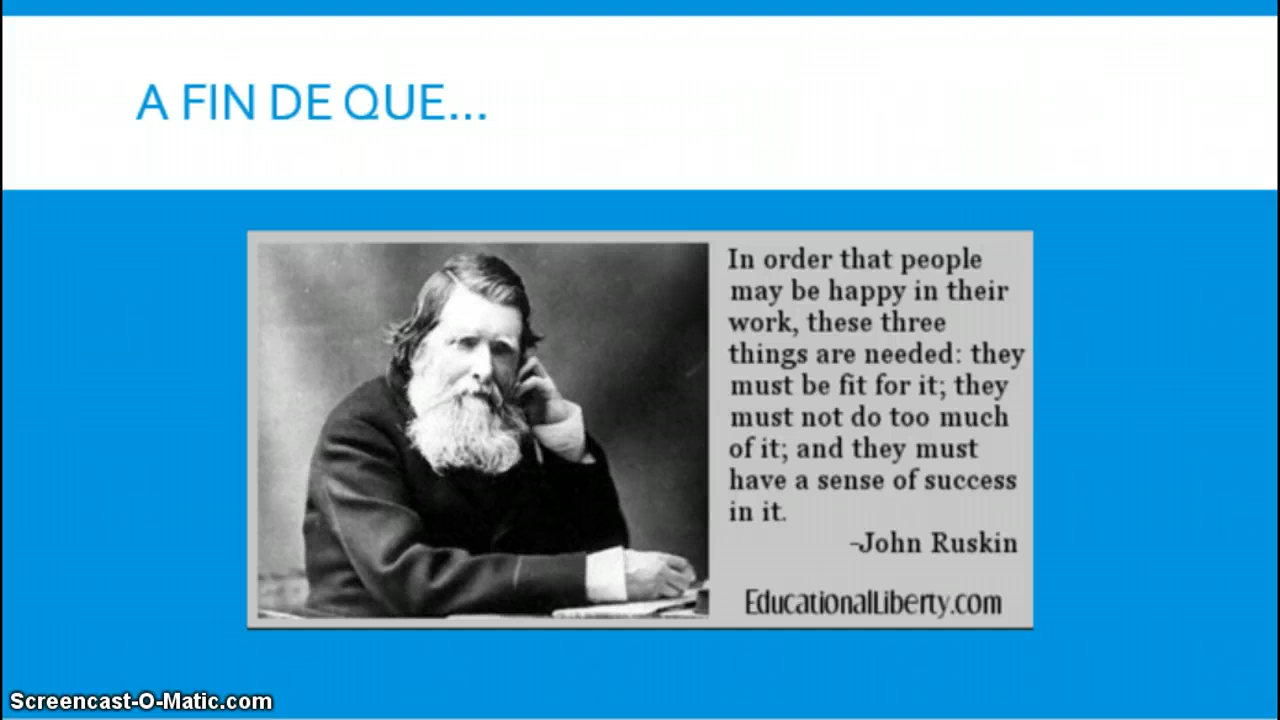 A FIN DE QUE...
In order that people
may be happy in their
work, these three
things are needed: they
must be fit for it; they
must not do too much
of it; and they must
have a sense of success
in it.
-John Ruskin
EducationalLiberty.com
Screencast-O-Matic.com